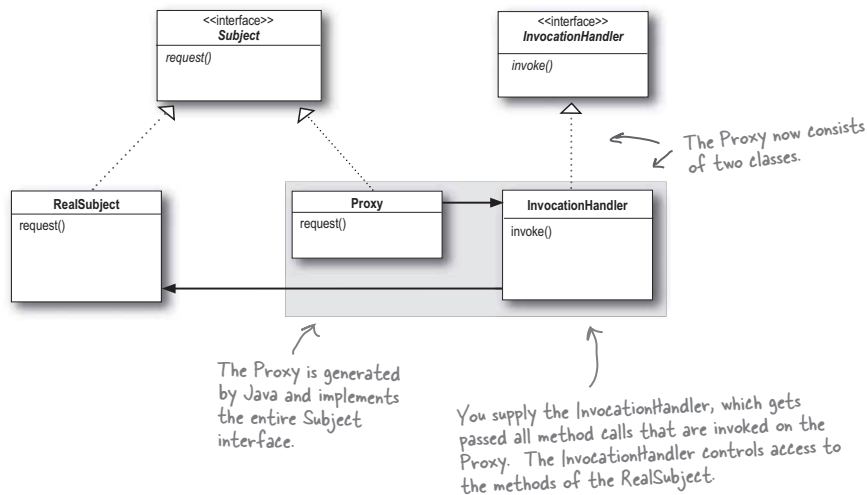 <<interface>>
Subject
request()
<<interface>>
InvocationHandler
invoke()
The Proxy now consists
of two classes.
RealSubject
request()
Proxy
request()
InvocationHandler
invoke()
The Proxy is generated
by Java and implements
the entire Subject
interface.
You supply the InvocationHandler, which gets
passed all method calls that are invoked on the
Proxy. The InvocationHandler controls access to
the methods of the RealSubject.